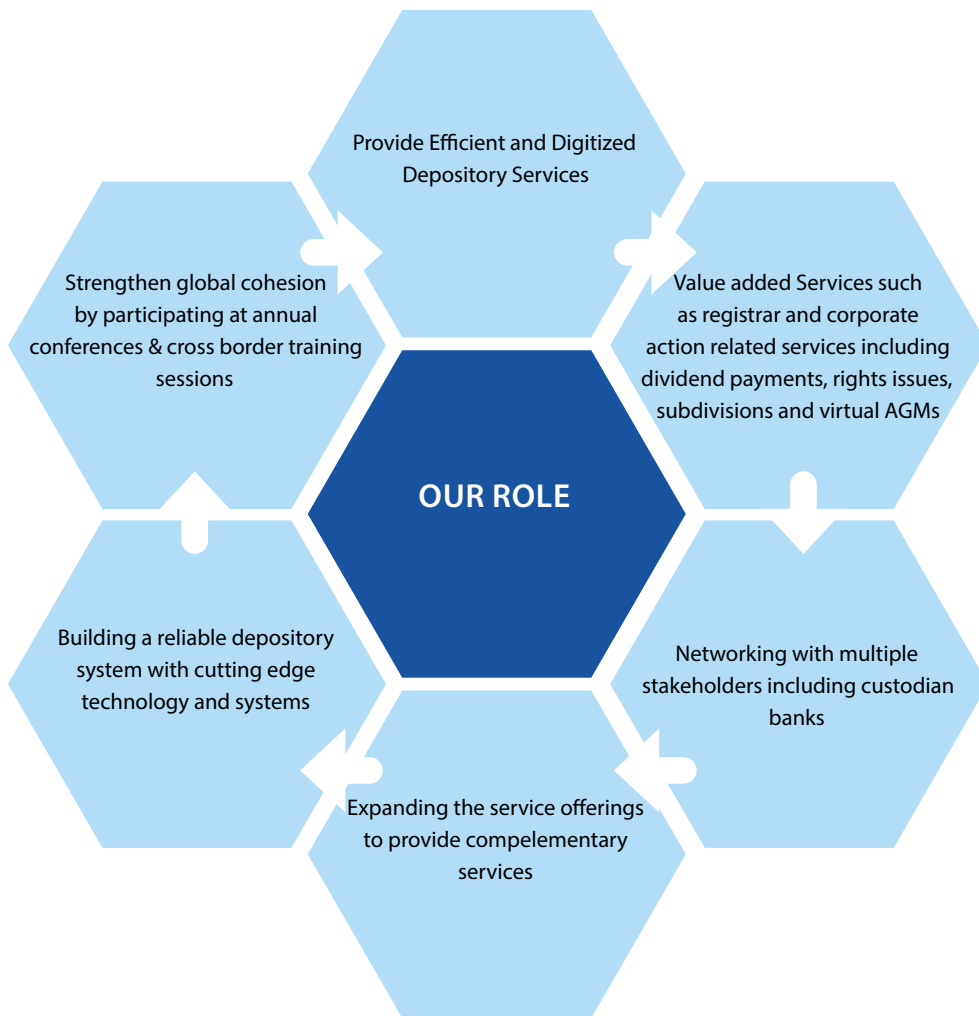 Provide Efficient and Digitized
Depository Services
Value added Services such
as registrar and corporate
action related services including
dividend payments, rights issues,
subdivisions and virtual AGMs
Networking with multiple
stakeholders including custodian
banks
Expanding the service offerings
to provide compelementary
services
Building a reliable depository
system with cutting edge
technology and systems
Strengthen global cohesion
by participating at annual
conferences & cross border training
sessions
OUR ROLE